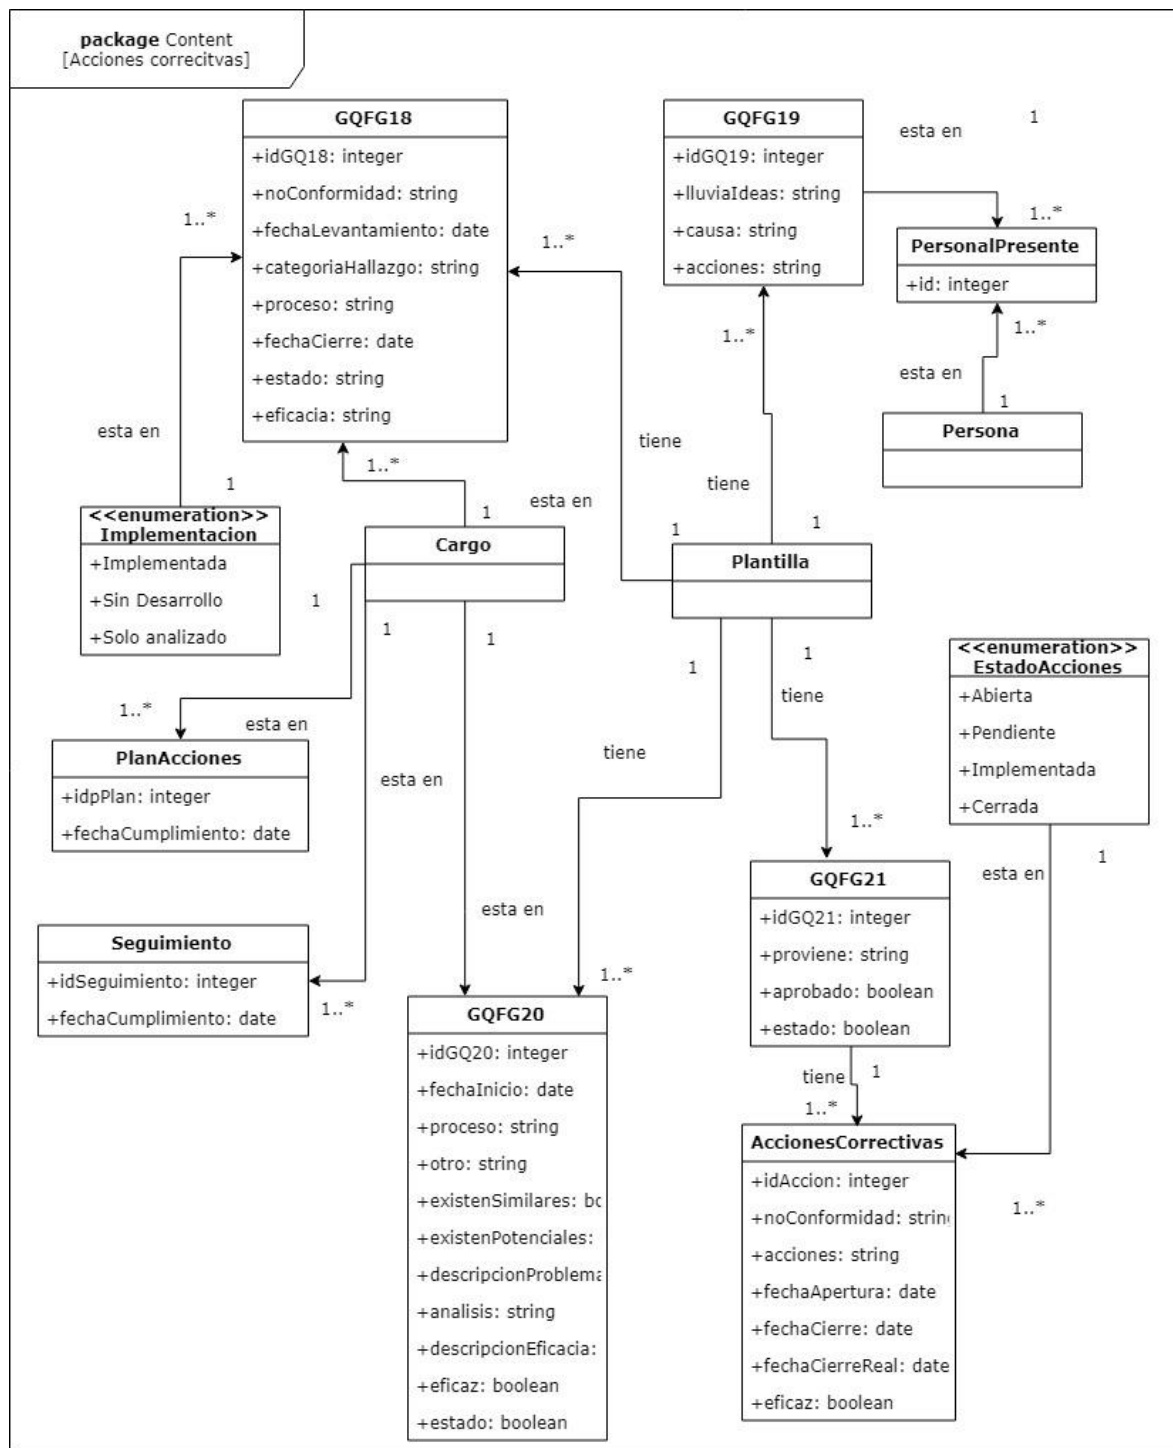 package Content
[Acciones correcitvas]
GQFG18
+idGQ18: integer
+noConformidad: string
+fechaLevantamiento: date
+categoriaHallazgo: string
+proceso: string
+fechaCierre: date
+estado: string
+eficacia: string
GQFG19
+idGQ19: integer
+lluviaIdeas: string
+causa: string
+acciones: string
esta en
1
1..*
PersonalPresente
+id: integer
1..*
esta en
1
Persona
1..*
1..*
1..*
esta en
1
<<enumeration>>
Implementacion
+Implementada
+Sin Desarrollo
+Solo analizado
1..*
1
esta en
Cargo
tiene
tiene
1
1
Plantilla
1
1
1
1
1
<<enumeration>>
EstadoAcciones
+Abierta
+Pendiente
+Implementada
+Cerrada
1..*
esta en
PlanAcciones
+idpPlan: integer
+fechaCumplimiento: date
esta en
tiene
tiene
1..*
1
esta en
GQFG21
+idGQ21: integer
+proviene: string
+aprobado: boolean
+estado: boolean
Seguimiento
+idSeguimiento: integer
+fechaCumplimiento: date
1..*
esta en
1..*
GQFG20
+idGQ20: integer
+fechaInicio: date
+proceso: string
+otro: string
+existenSimilares: bo
+existenPotenciales:
+descripcionProblema
+analisis: string
+descripcionEficacia:
+eficaz: boolean
+estado: boolean
tiene
1
1..*
AccionesCorrectivas
+idAccion: integer
+noConformidad: string
+acciones: string
+fechaApertura: date
+fechaCierre: date
+fechaCierreReal: date
+eficaz: boolean
1..*